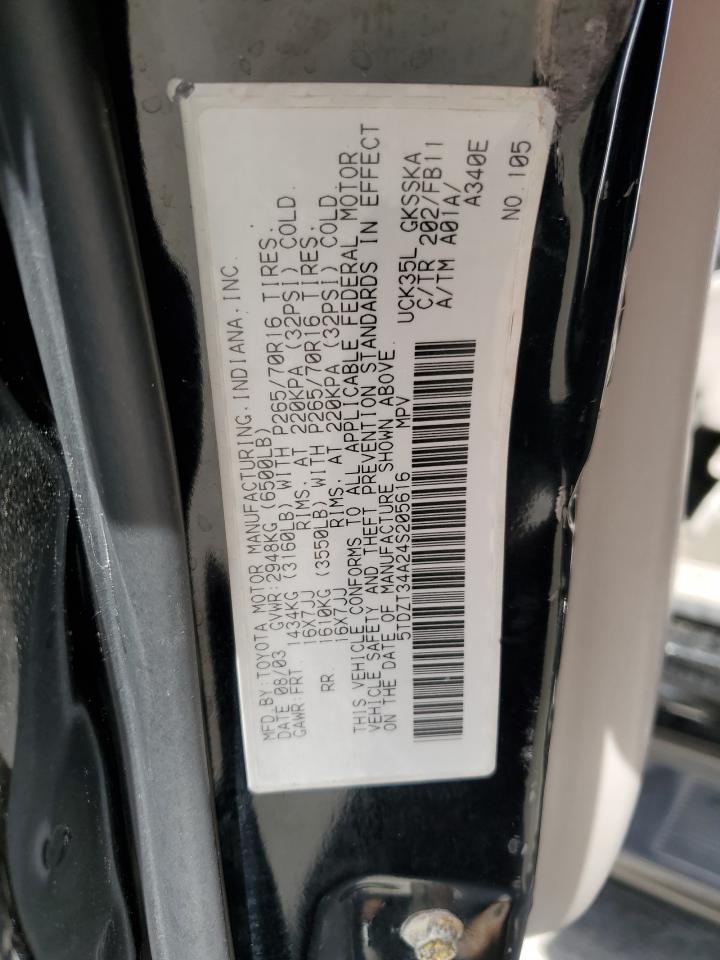 MFD. BY: TOYOTA MOTOR MANUFACTURING, INDIANA, INC.
DATE 08/03 GVWR: 2948KG (6500LB)
GAWR: FRT. 1434KG (3160LB) WITH P265/70R16 TIRES,
16X7JJ RIMS, AT 220KPA (32PSI) COLD.
RR. 1610KG (3550LB) WITH P265/70R16 TIRES,
16X7JJ RIMS, AT 220KPA (32PSI) COLD.
THIS VEHICLE CONFORMS TO ALL APPLICABLE FEDERAL MOTOR
VEHICLE SAFETY AND THEFT PREVENTION STANDARDS IN EFFECT
ON THE DATE OF MANUFACTURE SHOWN ABOVE.
5TDZT34A24S205616 MPV
UCK35L GKSSKA
C/TR 202/FB11
A/TM A01A/
A340E
NO 105